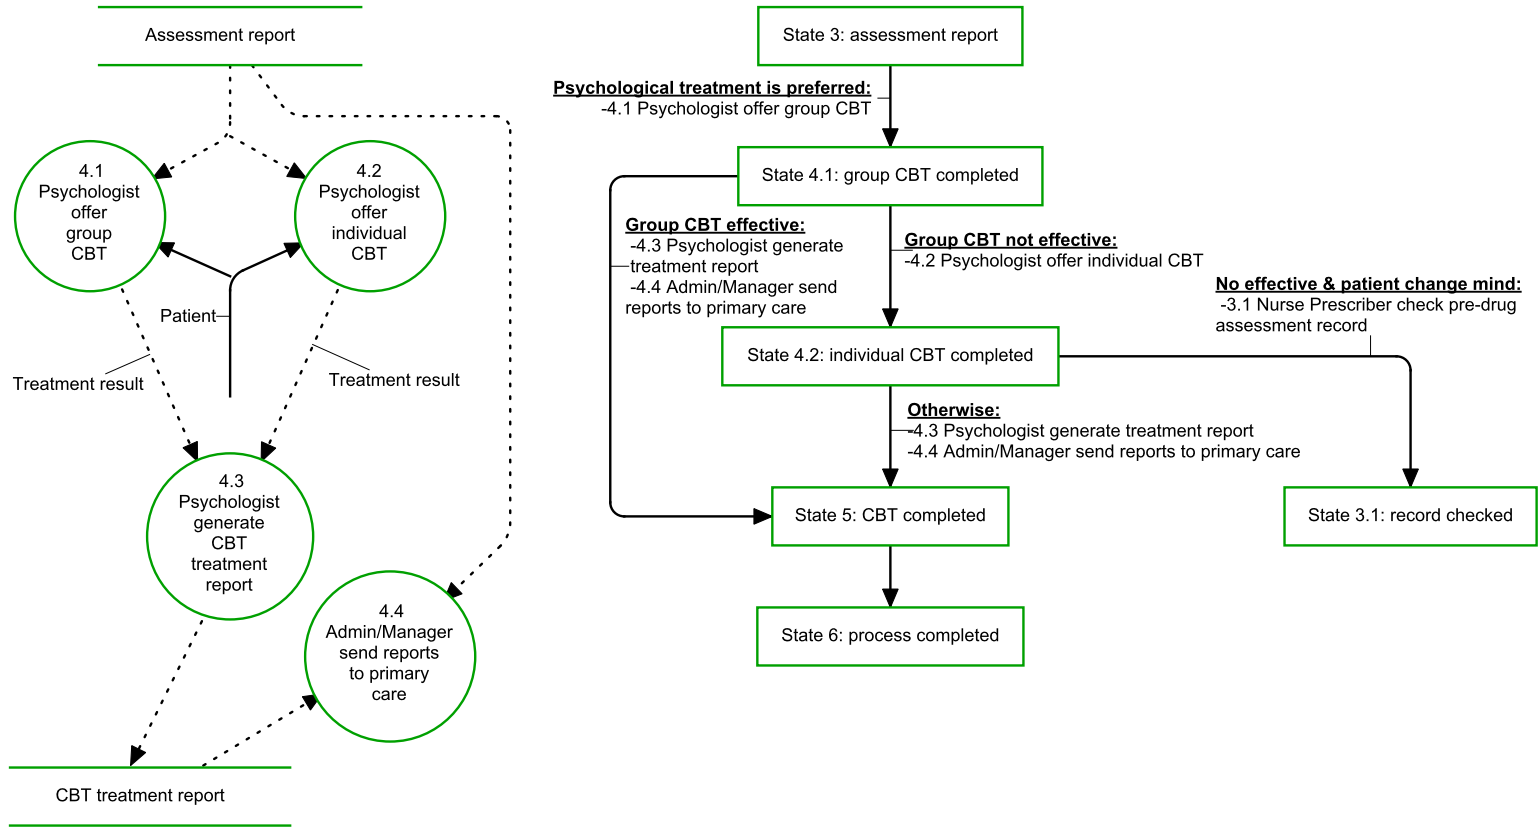 Assessment report
4.1
Psychologist
offer
group
CBT
4.2
Psychologist
offer
individual
CBT
Patient
Treatment result
Treatment result
4.3
Psychologist
generate
CBT
treatment
report
4.4
Admin/Manager
send reports
to primary
care
CBT treatment report
State 3: assessment report
Psychological treatment is preferred:
-4.1 Psychologist offer group CBT
State 4.1: group CBT completed
Group CBT effective:
-4.3 Psychologist generate
treatment report
-4.4 Admin/Manager send
reports to primary care
Group CBT not effective:
-4.2 Psychologist offer individual CBT
No effective & patient change mind:
-3.1 Nurse Prescriber check pre-drug
assessment record
State 4.2: individual CBT completed
Otherwise:
-4.3 Psychologist generate treatment report
-4.4 Admin/Manager send reports to primary care
State 5: CBT completed
State 3.1: record checked
State 6: process completed